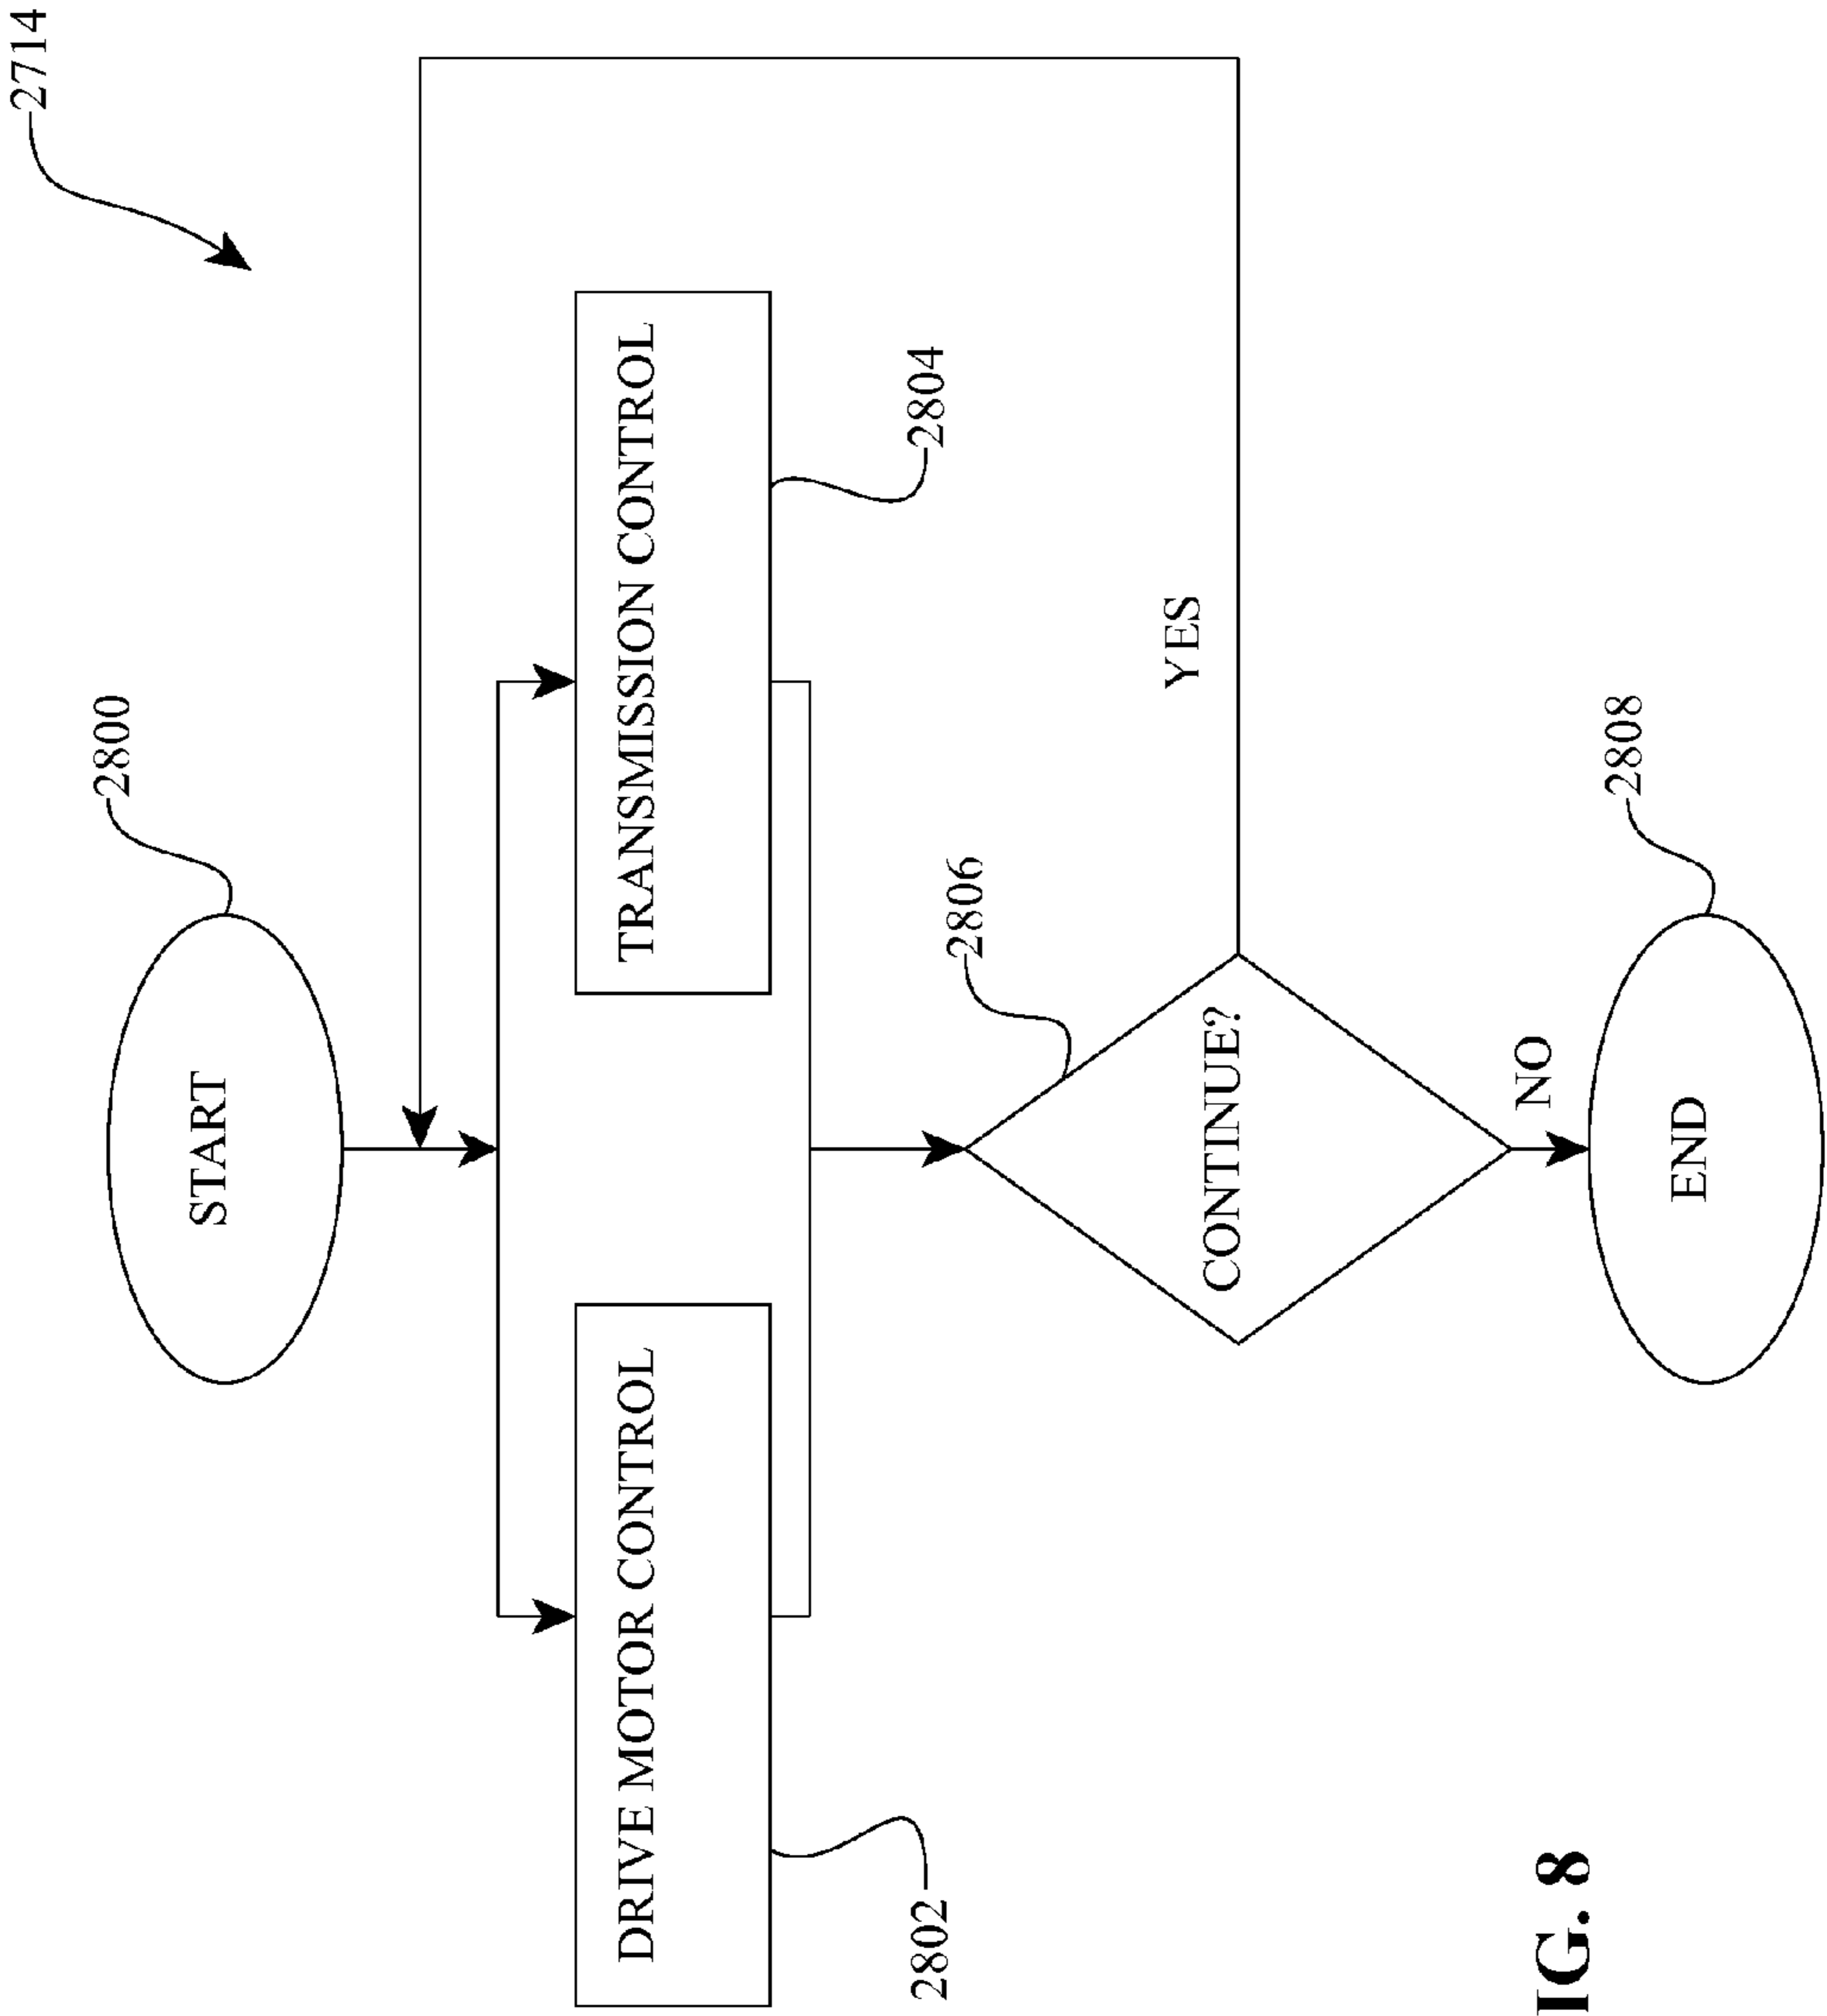 2714
START
2800
DRIVE MOTOR CONTROL
TRANSMISSION CONTROL
2802
2804
2806
CONTINUE?
YES
NO
END
2808
IG. 8